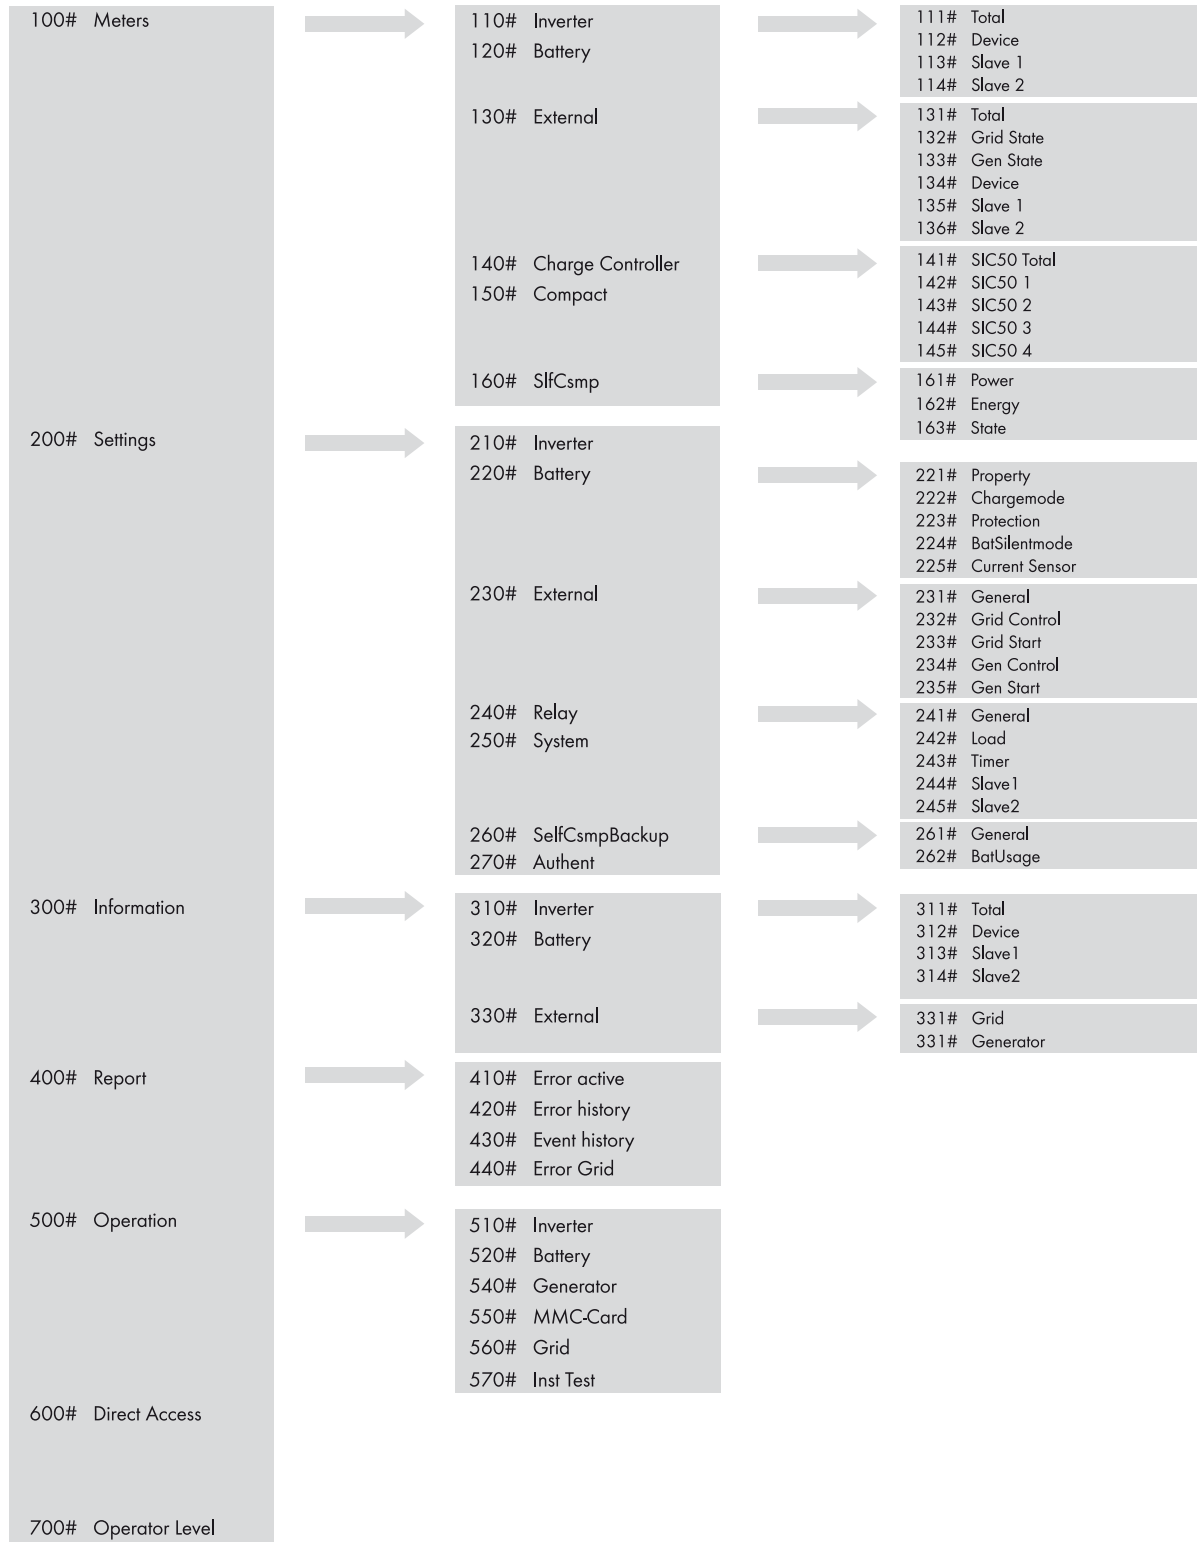 100# Meters
110# Inverter
120# Battery
111# Total
112# Device
113# Slave 1
114# Slave 2
130# External
131# Total
132# Grid State
133# Gen State
134# Device
135# Slave 1
136# Slave 2
140# Charge Controller
150# Compact
141# SIC50 Total
142# SIC50 1
143# SIC50 2
144# SIC50 3
145# SIC50 4
160# SlfCsmp
161# Power
162# Energy
163# State
200# Settings
210# Inverter
220# Battery
221# Property
222# Chargemode
223# Protection
224# BatSilentmode
225# Current Sensor
230# External
231# General
232# Grid Control
233# Grid Start
234# Gen Control
235# Gen Start
240# Relay
250# System
241# General
242# Load
243# Timer
244# Slave1
245# Slave2
260# SelfCsmpBackup
270# Authent
261# General
262# BatUsage
300# Information
310# Inverter
320# Battery
311# Total
312# Device
313# Slave1
314# Slave2
330# External
331# Grid
331# Generator
400# Report
410# Error active
420# Error history
430# Event history
440# Error Grid
500# Operation
510# Inverter
520# Battery
540# Generator
550# MMC-Card
560# Grid
570# Inst Test
600# Direct Access
700# Operator Level